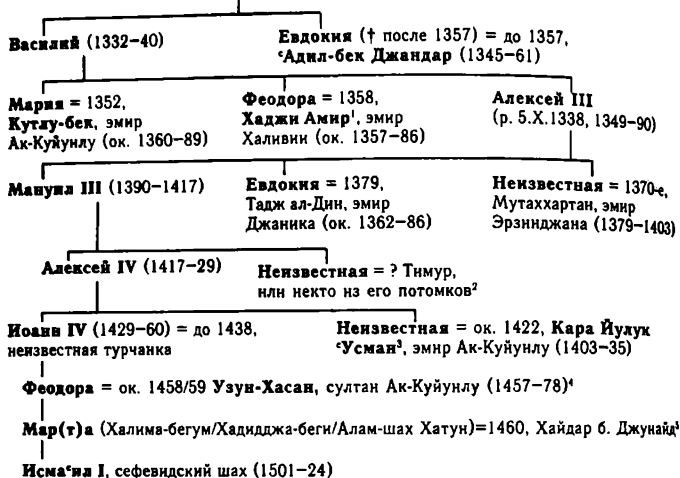 Василий (1332–40)
Евдокия († после 1357) = до 1357,
ʿАдил-бек Джандар (1345–61)
Мария = 1352,
Кутлу-бек, эмир
Ак-Куйунлу (ок. 1360–89)
Феодора = 1358,
Хаджи Амир¹, эмир
Халивии (ок. 1357–86)
Алексей III
(р. 5.X.1338, 1349–90)
Мануил III (1390–1417)
Евдокия = 1379,
Тадж ал-Дин, эмир
Джаника (ок. 1362–86)
Неизвестная = 1370-е,
Мутаххартан, эмир
Эрзинджана (1379–1403)
Алексей IV (1417–29)
Неизвестная = ? Тимур,
или некто из его потомков²
Иоанн IV (1429–60) = до 1438,
неизвестная турчанка
Неизвестная = ок. 1422, Кара Йулук
ʿУсман³, эмир Ак-Куйунлу (1403–35)
Феодора = ок. 1458/59 Узун-Хасан, султан Ак-Куйунлу (1457–78)⁴
Мар(т)а (Халима-бегум/Хадиджа-беги/Алам-шах Хатун)=1460, Хайдар б. Джунайд⁵
Исмаʿил I, сефевидский шах (1501–24)